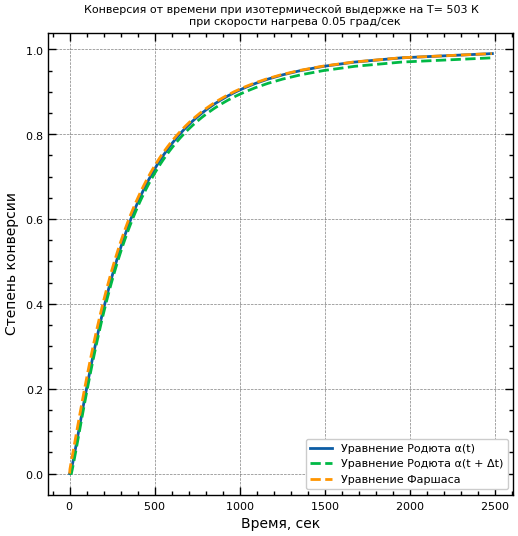 Конверсия от времени при изотермической выдержке на T= 503 К
при скорости нагрева 0.05 град/сек
1.0
0.8
0.6
0.4
0.2
0.0
Степень конверсии
Уравнение Родюта α(t)
Уравнение Родюта α(t + Δt)
Уравнение Фаршаса
0 500 1000 1500 2000 2500
Время, сек